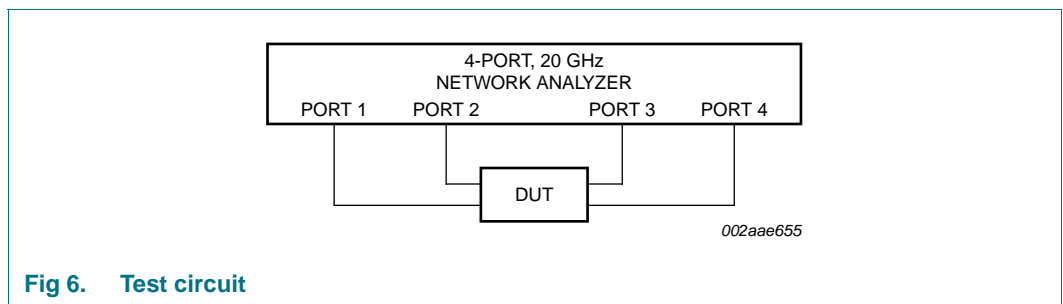 4-PORT, 20 GHz
NETWORK ANALYZER
PORT 1 PORT 2 PORT 3 PORT 4
DUT
002aae655
Fig 6. Test circuit